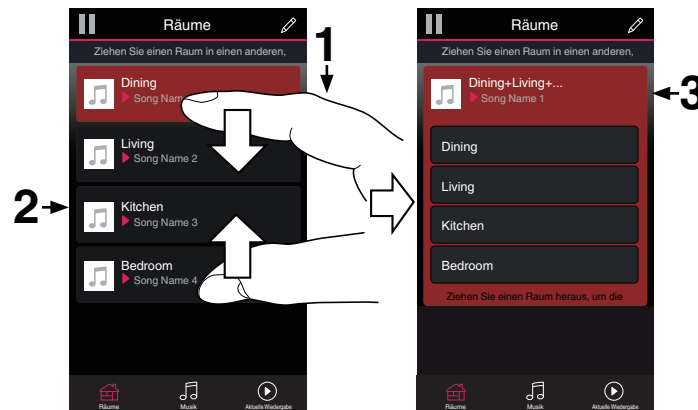 Räume
Ziehen Sie einen Raum in einen anderen,
1
Dining
Song Nam
Living
Song Name 2
2
Kitchen
Song Name 3
Bedroom
Song Name 4
Räume
Musik
Aktuelle Wiedergabe
Räume
Ziehen Sie einen Raum in einen anderen,
Dining+Living+...
Song Name 1
3
Dining
Living
Kitchen
Bedroom
Ziehen Sie einen Raum heraus, um die
Räume
Musik
Aktuelle Wiedergabe